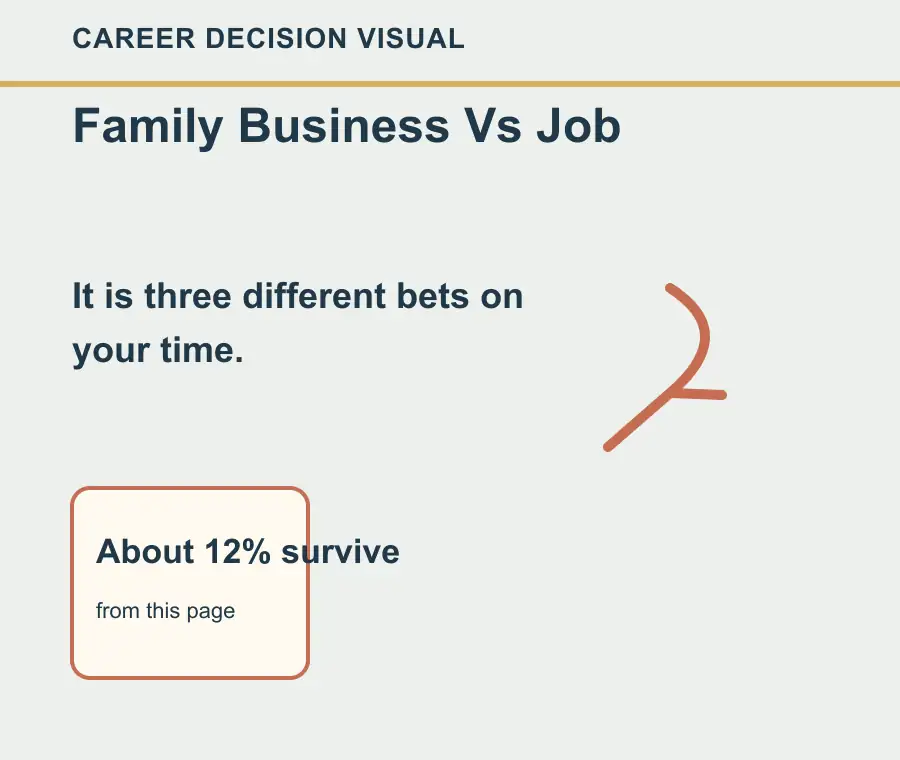 CAREER DECISION VISUAL
Family Business Vs Job
It is three different bets on
your time.
About 12% survive
from this page